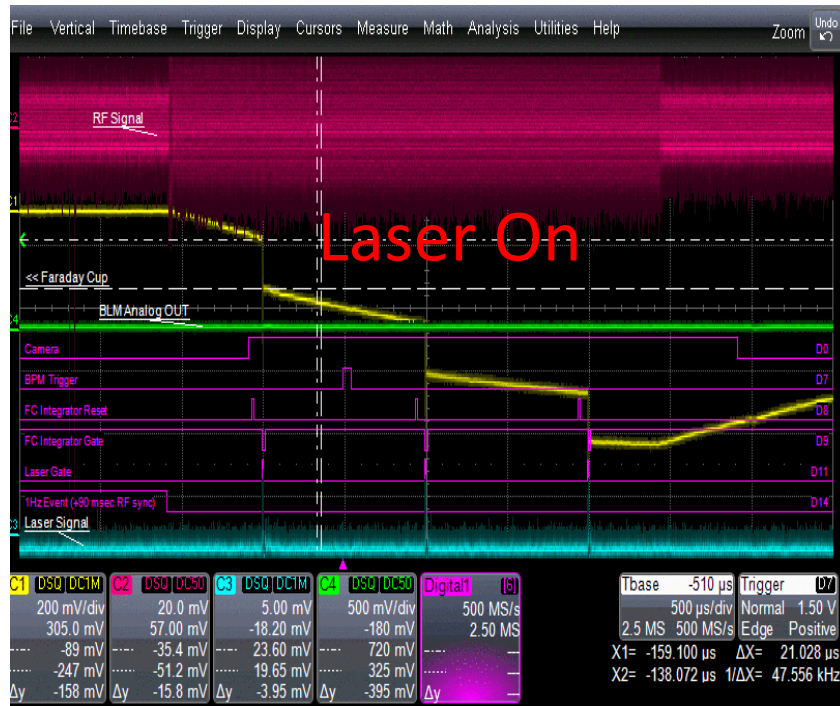 File Vertical Timebase Trigger Display Cursors Measure Math Analysis Utilities Help Zoom Undo
C2
RF Signal
C1
Laser On
<< Faraday Cup
BLM Analog OUT
C4
Camera D0
BPM Trigger D7
FC Integrator Reset D8
FC Integrator Gate D9
Laser Gate D11
1Hz Event (+90 msec RF sync) D14
Laser Signal
C3
C1 DSQ DC1M C2 DSQ DC50 C3 DSQ DC1M C4 DSQ DC50 Digital1 [6] Tbase -510 µs Trigger D7
200 mV/div 20.0 mV 5.00 mV 500 mV/div 500 MS/s 500 µs/div Normal 1.50 V
305.0 mV 57.00 mV -18.20 mV -180 mV 2.50 MS 2.5 MS 500 MS/s Edge Positive
-89 mV -35.4 mV 23.60 mV 720 mV X1= -159.100 µs ΔX= 21.028 µs
-247 mV -51.2 mV 19.65 mV 325 mV X2= -138.072 µs 1/ΔX= 47.556 kHz
Δy -158 mV Δy -15.8 mV Δy -3.95 mV Δy -395 mV Δy